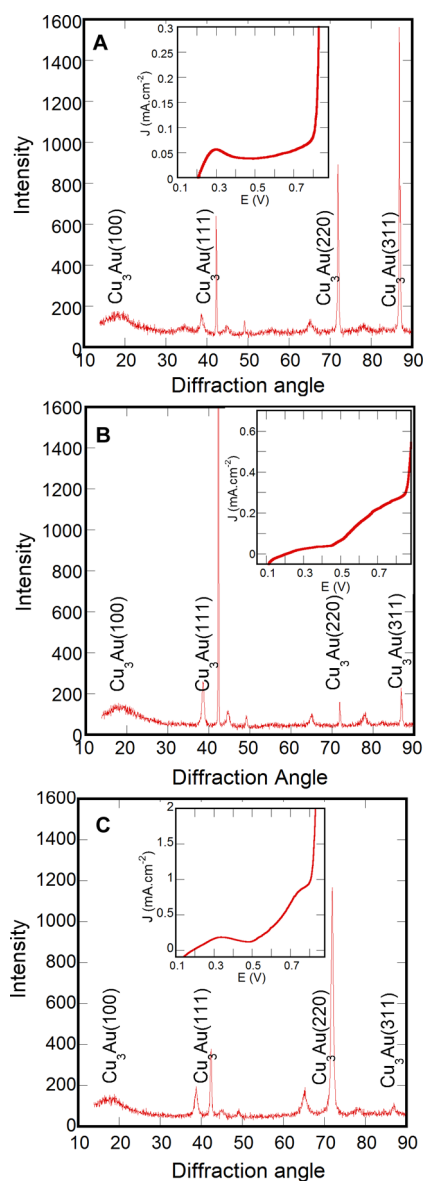 A
1600
1400
1200
1000
800
600
400
200
0
Intensity
10 20 30 40 50 60 70 80 90
Diffraction angle
Cu3Au(100)
Cu3Au(111)
Cu3Au(220)
Cu3Au(311)
0.3
0.25
0.2
0.15
0.1
0.05
0
J (mA.cm-2)
0.1 0.3 0.5 0.7
E (V)
B
1600
1400
1200
1000
800
600
400
200
0
Intensity
10 20 30 40 50 60 70 80 90
Diffraction Angle
Cu3Au(100)
Cu3Au(111)
Cu3Au(220)
Cu3Au(311)
0.6
0.4
0.2
0
J (mA.cm-2)
0.1 0.3 0.5 0.7
E (V)
C
1600
1400
1200
1000
800
600
400
200
0
Intensity
10 20 30 40 50 60 70 80 90
Diffraction angle
Cu3Au(100)
Cu3Au(111)
Cu3Au(220)
Cu3Au(311)
2
1.5
1
0.5
0
J (mA.cm-2)
0.1 0.3 0.5 0.7
E (V)